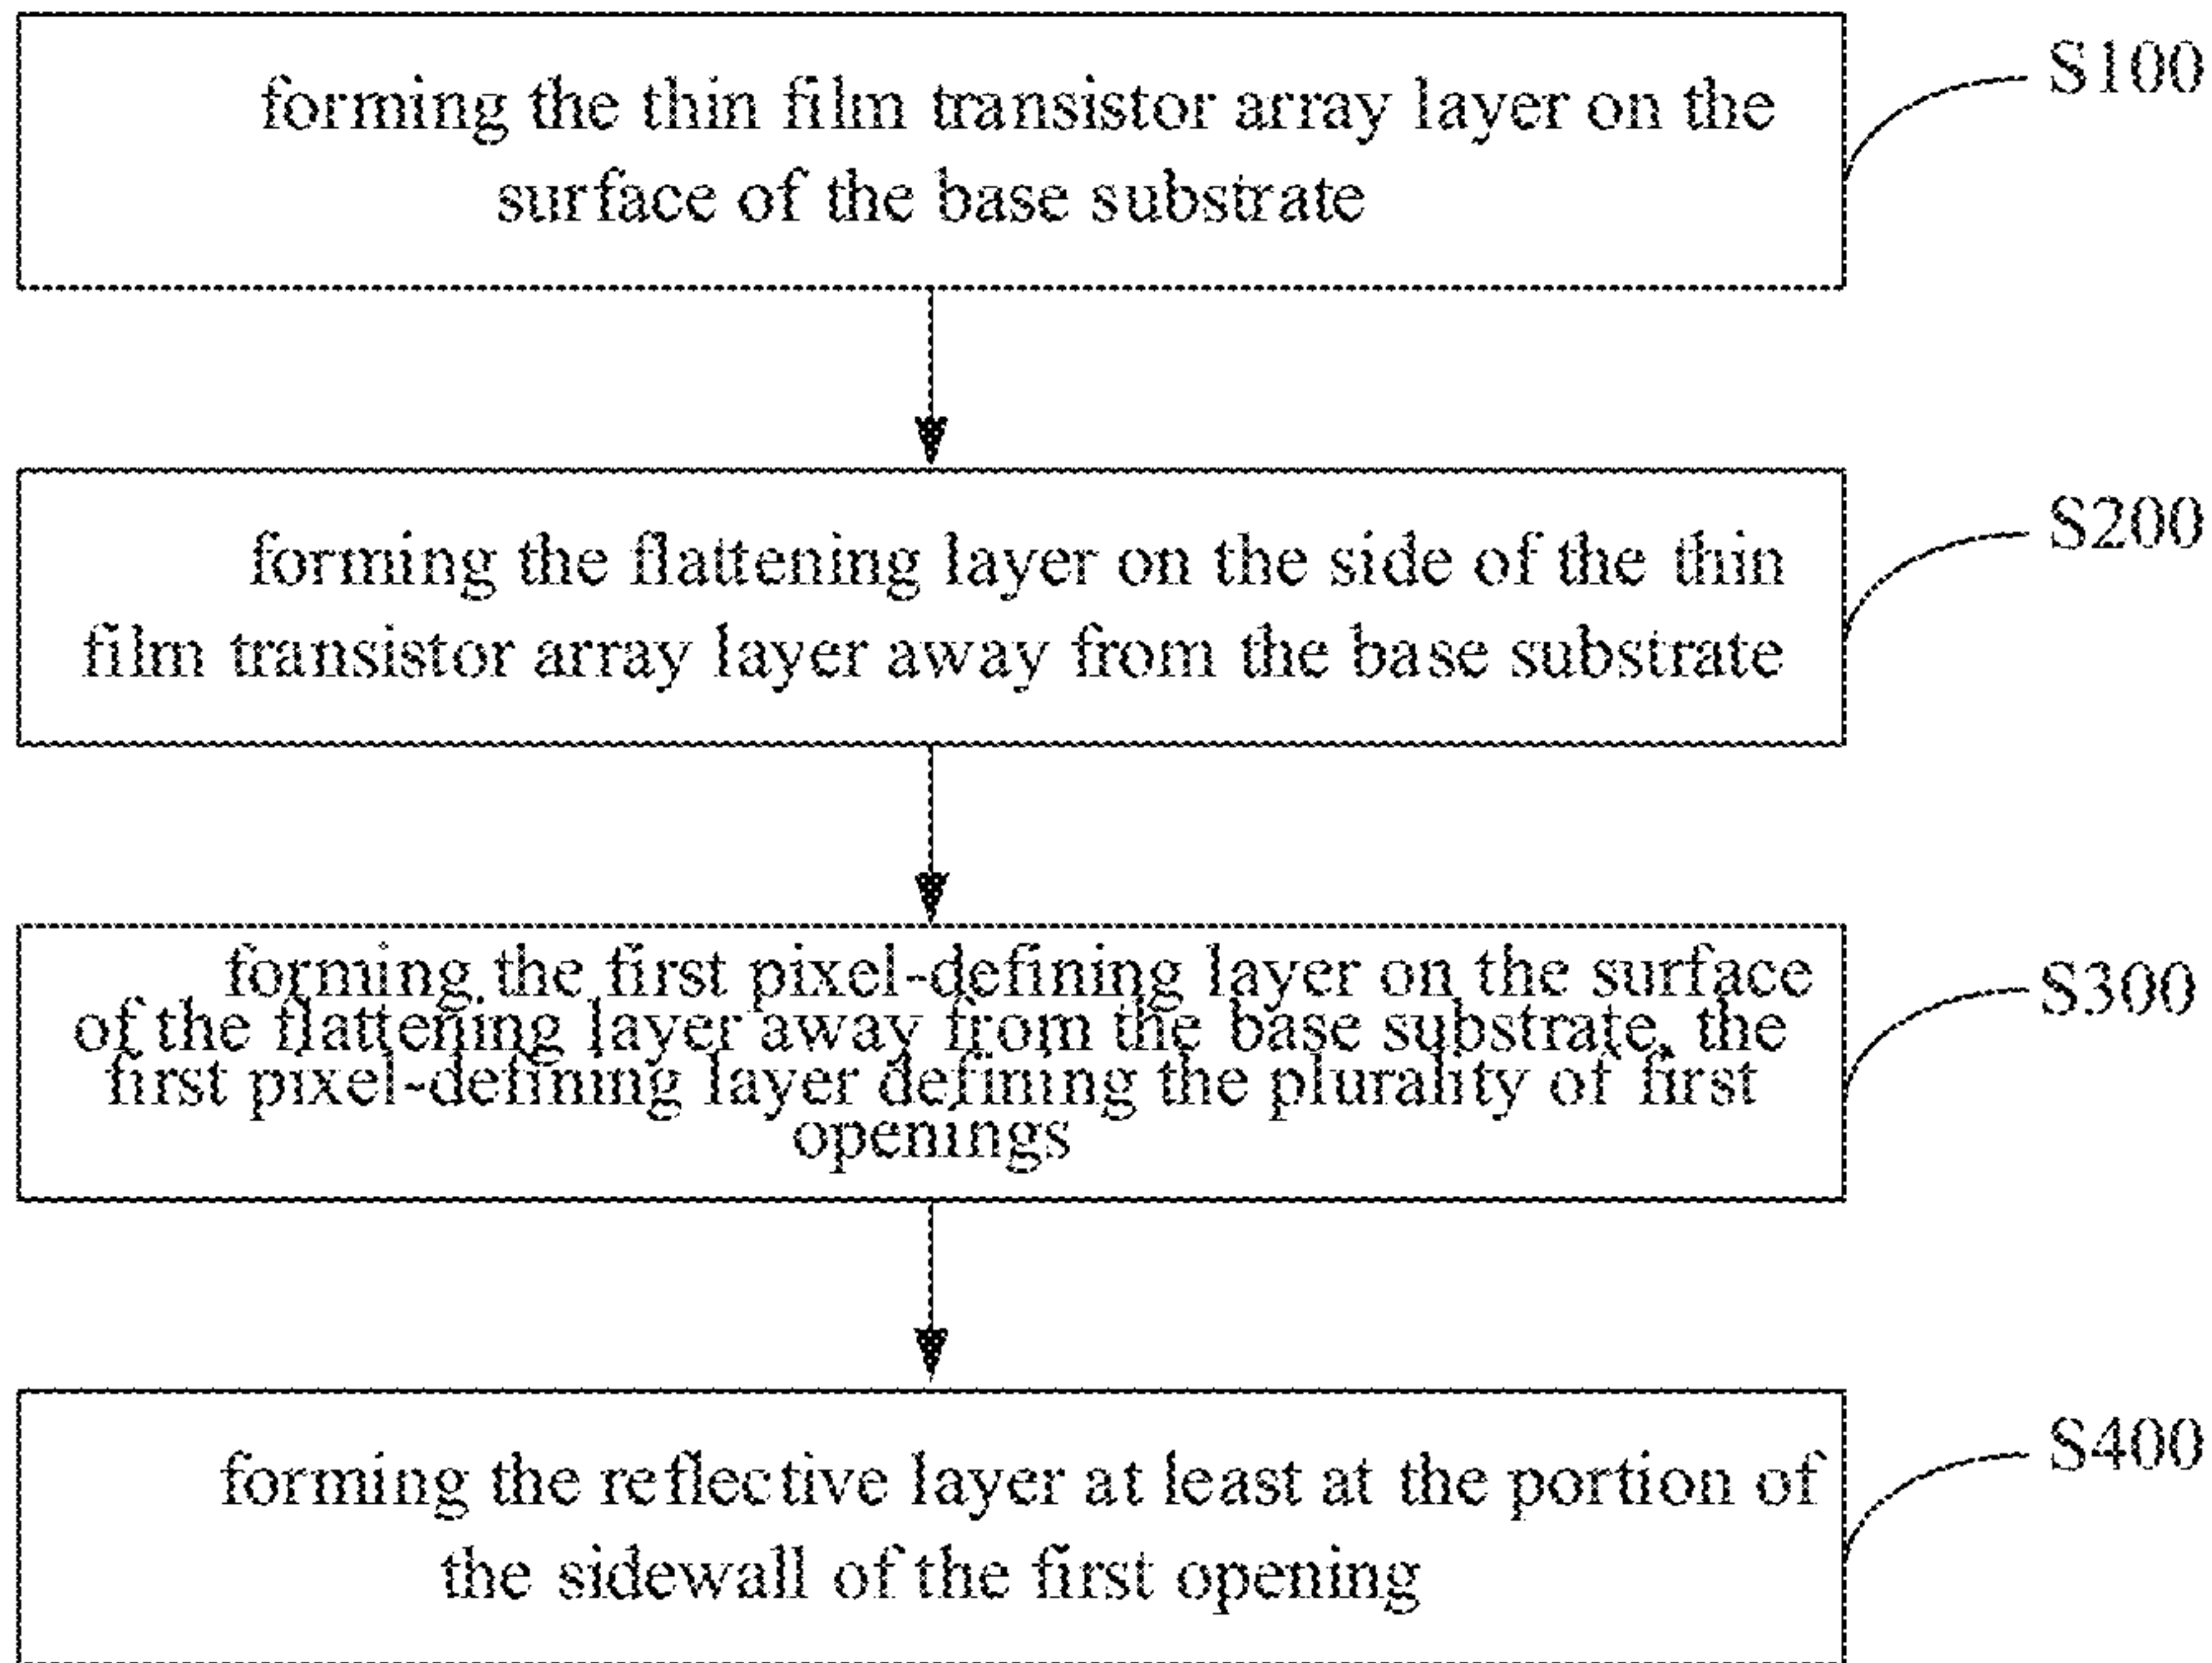 forming the thin film transistor array layer on the
surface of the base substrate
S100
forming the flattening layer on the side of the thin
film transistor array layer away from the base substrate
S200
forming the first pixel-defining layer on the surface
of the flattening layer away from the base substrate, the
first pixel-defining layer defining the plurality of first
openings
S300
forming the reflective layer at least at the portion of
the sidewall of the first opening
S400